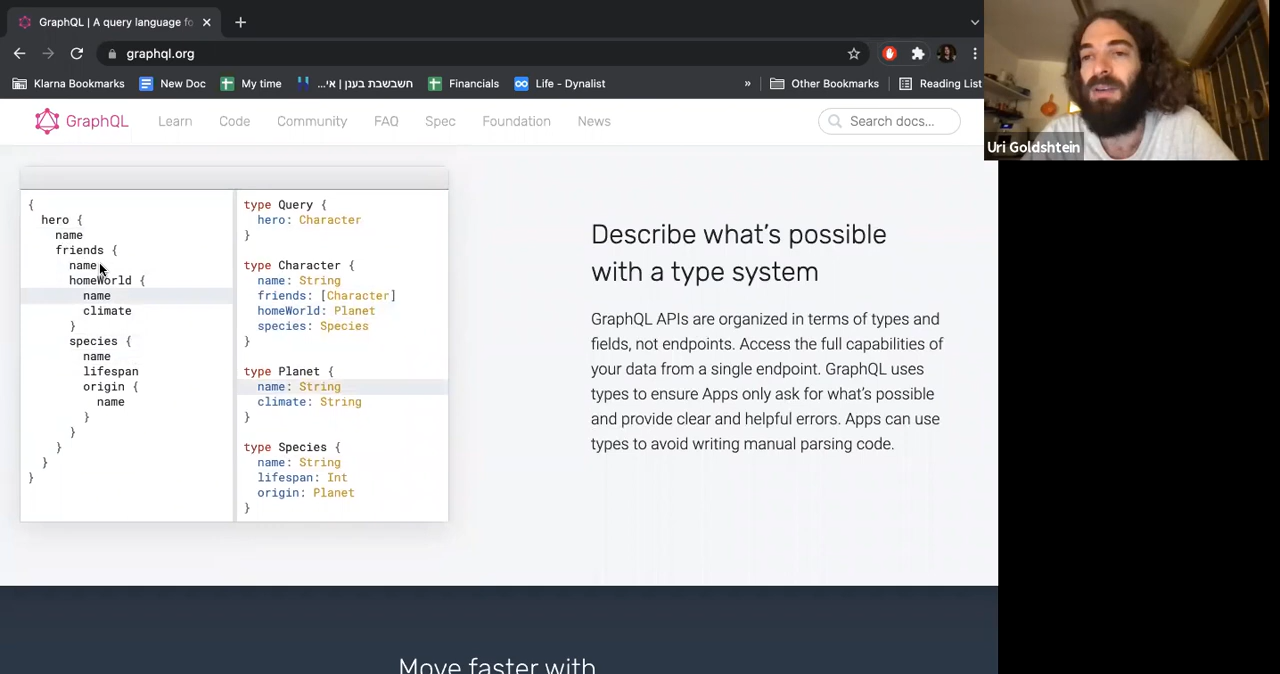 GraphQL | A query language fo
graphql.org
Klarna Bookmarks
New Doc
My time
חשבשבת בענן | אי...
Financials
Life - Dynalist
»
Other Bookmarks
Reading List
GraphQL
Learn
Code
Community
FAQ
Spec
Foundation
News
Search docs...
Uri Goldshtein
{
hero {
name
friends {
name
homeWorld {
name
climate
}
species {
name
lifespan
origin {
name
}
}
}
}
}
type Query {
hero: Character
}
type Character {
name: String
friends: [Character]
homeWorld: Planet
species: Species
}
type Planet {
name: String
climate: String
}
type Species {
name: String
lifespan: Int
origin: Planet
}
Describe what's possible
with a type system
GraphQL APIs are organized in terms of types and
fields, not endpoints. Access the full capabilities of
your data from a single endpoint. GraphQL uses
types to ensure Apps only ask for what's possible
and provide clear and helpful errors. Apps can use
types to avoid writing manual parsing code.
Move faster with